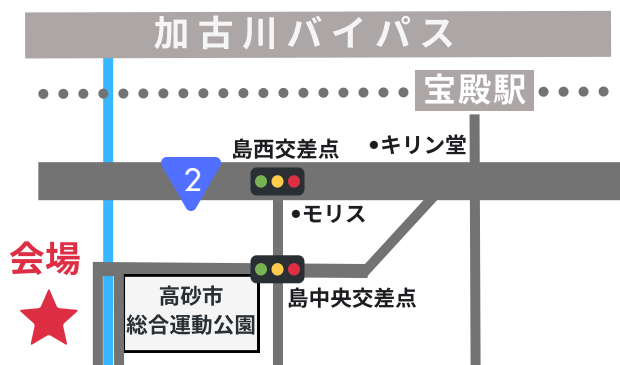 加古川バイパス
宝殿駅
島西交差点
•キリン堂
2
•モリス
会場
島中央交差点
高砂市
総合運動公園